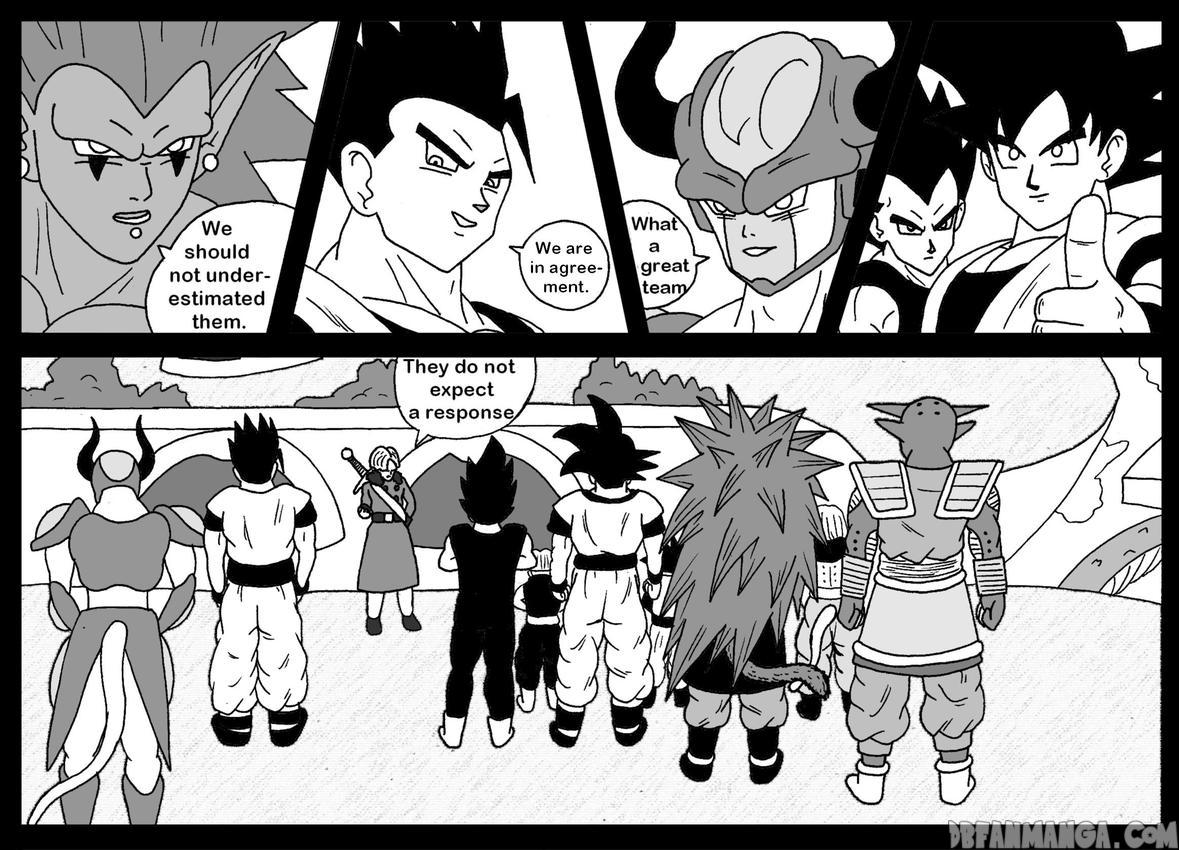 We
should
not under-
estimated
them.
We are
in agree-
ment.
What
a
great
team
They do not
expect
a response
DBFANMANGA.COM